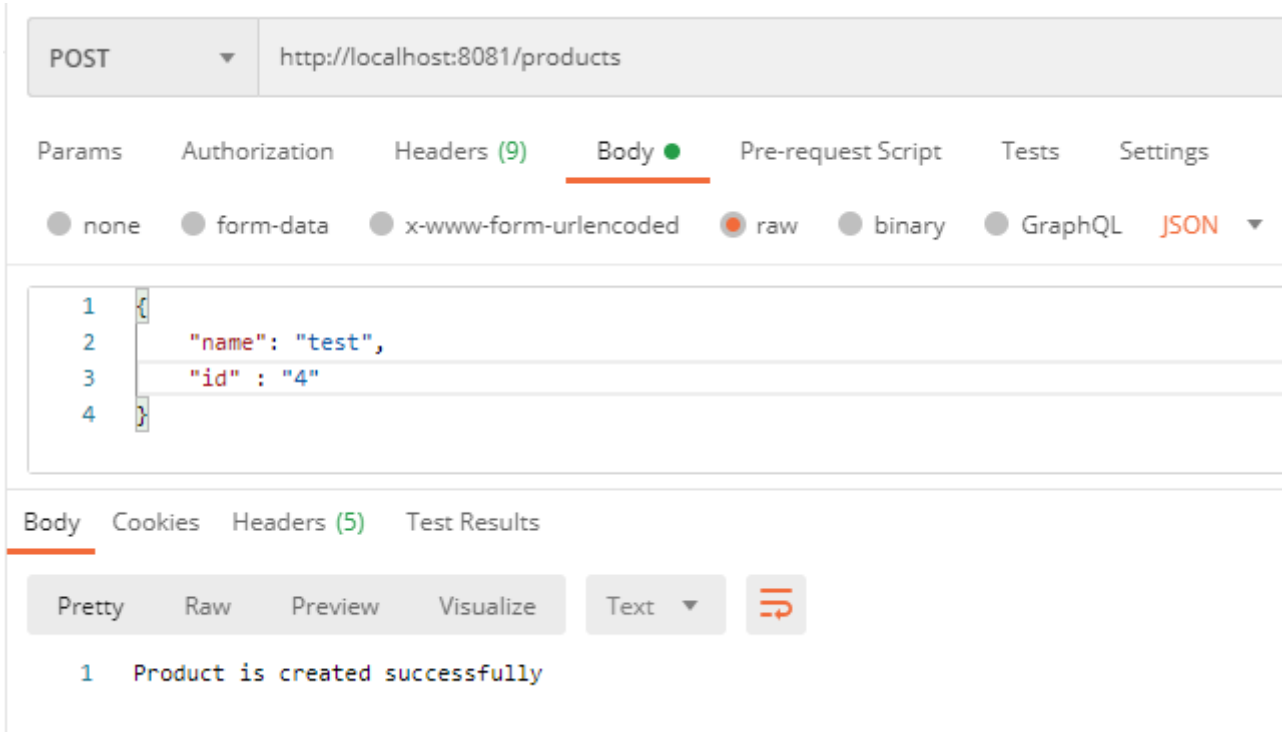 POST http://localhost:8081/products
Params Authorization Headers (9) Body Pre-request Script Tests Settings
none form-data x-www-form-urlencoded raw binary GraphQL JSON
1 {
2 "name": "test",
3 "id" : "4"
4 }
Body Cookies Headers (5) Test Results
Pretty Raw Preview Visualize Text
1 Product is created successfully